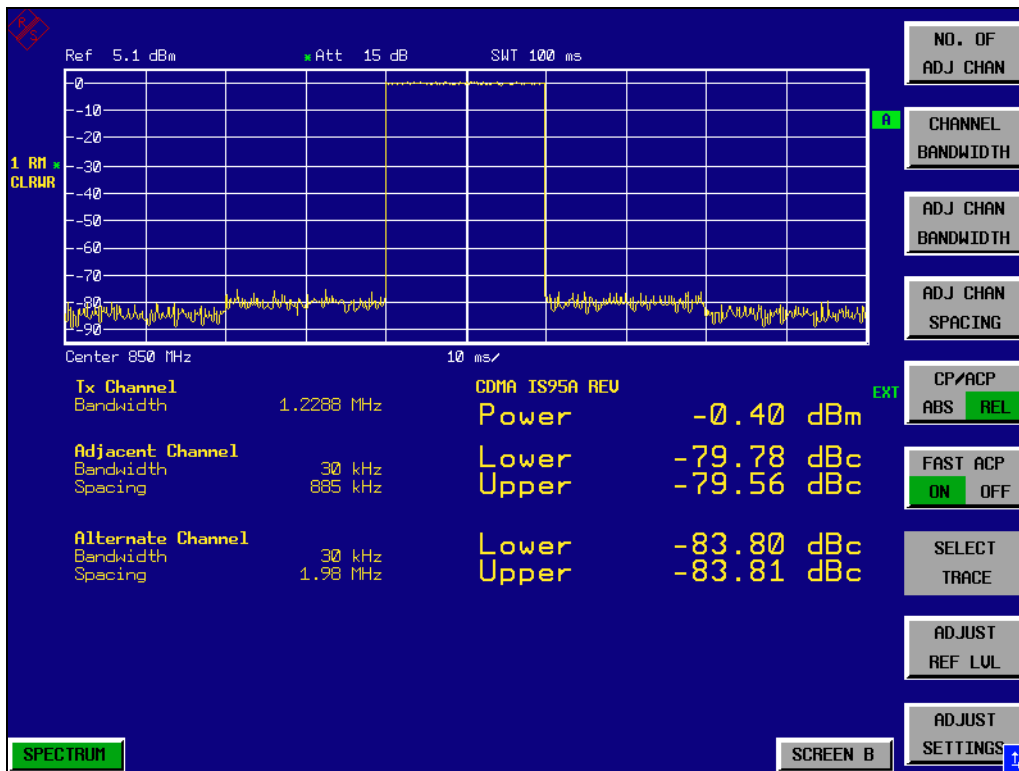 R S
Ref 5.1 dBm *Att 15 dB SWT 100 ms
0
-10
-20
-30
-40
-50
-60
-70
-80
-90
1 RM *
CLRWR
A
Center 850 MHz 10 ms/
Tx Channel CDMA IS95A REV
Bandwidth 1.2288 MHz
Power -0.40 dBm
EXT
Adjacent Channel
Bandwidth 30 kHz
Spacing 885 kHz
Lower -79.78 dBc
Upper -79.56 dBc
Alternate Channel
Bandwidth 30 kHz
Spacing 1.98 MHz
Lower -83.80 dBc
Upper -83.81 dBc
NO. OF
ADJ CHAN
CHANNEL
BANDWIDTH
ADJ CHAN
BANDWIDTH
ADJ CHAN
SPACING
CP/ACP
ABS REL
FAST ACP
ON OFF
SELECT
TRACE
ADJUST
REF LVL
ADJUST
SETTINGS
SPECTRUM
SCREEN B